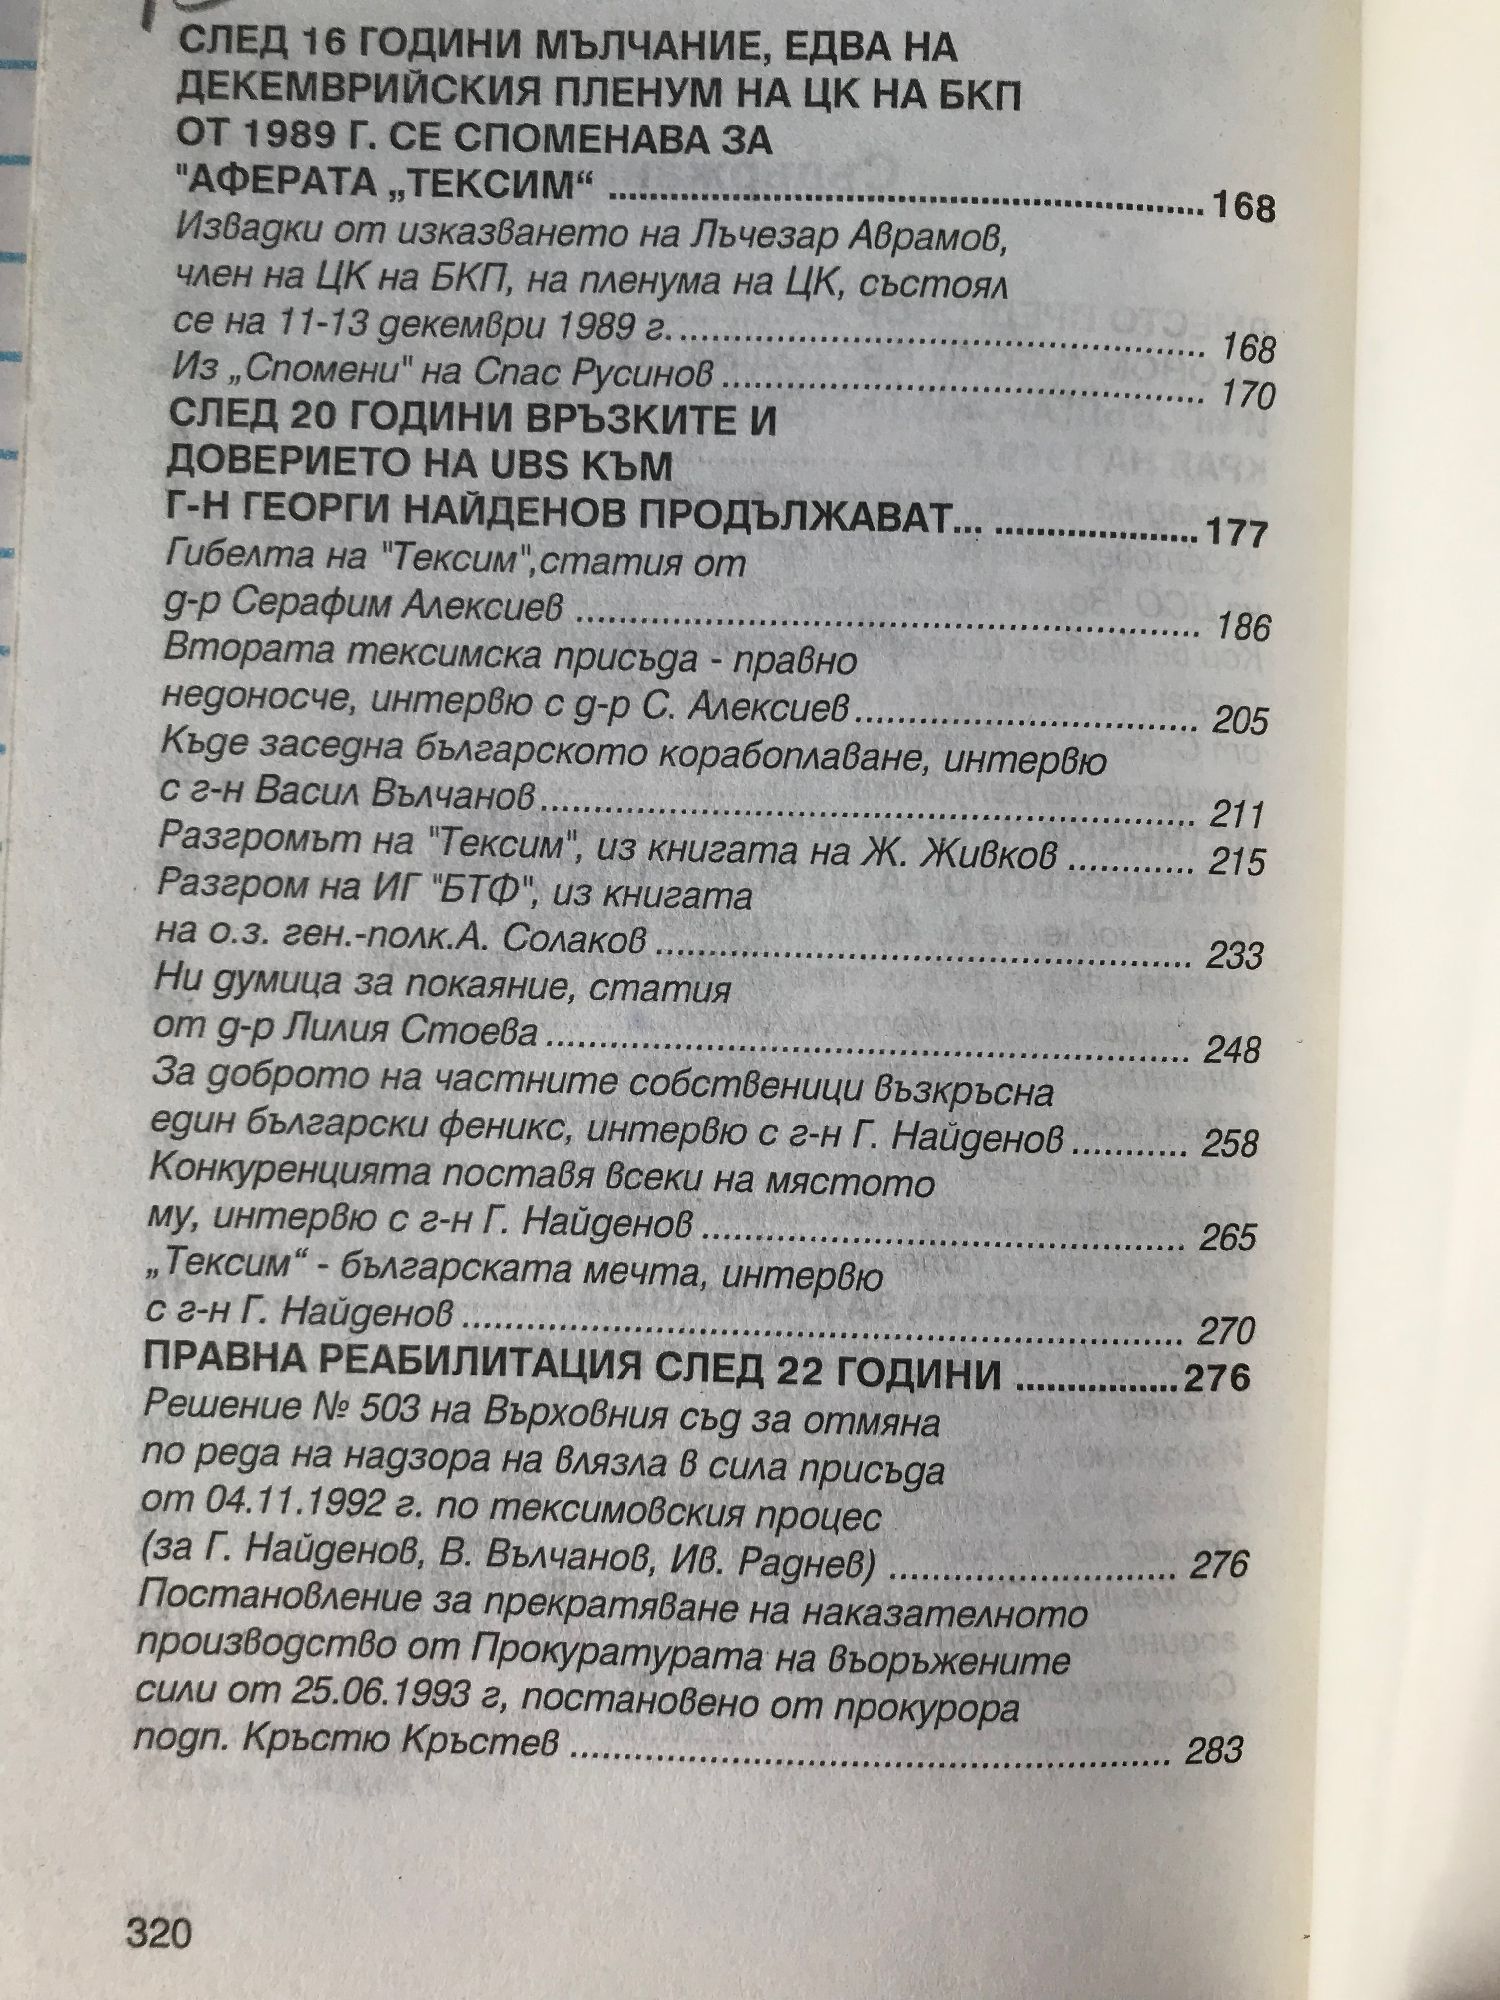 СЛЕД 16 ГОДИНИ МЪЛЧАНИЕ, ЕДВА НА
ДЕКЕМВРИЙСКИЯ ПЛЕНУМ НА ЦК НА БКП
ОТ 1989 Г. СЕ СПОМЕНАВА ЗА
"АФЕРАТА „ТЕКСИМ“ ........................................................... 168
Извадки от изказването на Лъчезар Аврамов,
член на ЦК на БКП, на пленума на ЦК, състоял
се на 11-13 декември 1989 г. .................................................. 168
Из „Спомени" на Спас Русинов ............................................. 170
СЛЕД 20 ГОДИНИ ВРЪЗКИТЕ И
ДОВЕРИЕТО НА UBS КЪМ
Г-Н ГЕОРГИ НАЙДЕНОВ ПРОДЪЛЖАВАТ... .................... 177
Гибелта на "Тексим",статия от
д-р Серафим Алексиев ........................................................... 186
Втората тексимска присъда - правно
недоносче, интервю с д-р С. Алексиев ................................ 205
Къде заседна българското корабоплаване, интервю
с г-н Васил Вълчанов .............................................................. 211
Разгромът на "Тексим", из книгата на Ж. Живков ............ 215
Разгром на ИГ "БТФ", из книгата
на о.з. ген.-полк.А. Солаков ................................................... 233
Ни думица за покаяние, статия
от д-р Лилия Стоева ............................................................. 248
За доброто на частните собственици възкръсна
един български феникс, интервю с г-н Г. Найденов ........... 258
Конкуренцията поставя всеки на мястото
му, интервю с г-н Г. Найденов .............................................. 265
„Тексим“ - българската мечта, интервю
с г-н Г. Найденов .................................................................... 270
ПРАВНА РЕАБИЛИТАЦИЯ СЛЕД 22 ГОДИНИ ................ 276
Решение № 503 на Върховния съд за отмяна
по реда на надзора на влязла в сила присъда
от 04.11.1992 г. по тексимовския процес
(за Г. Найденов, В. Вълчанов, Ив. Раднев) ........................... 276
Постановление за прекратяване на наказателното
производство от Прокуратурата на въоръжените
сили от 25.06.1993 г, постановено от прокурора
подп. Кръстю Кръстев ......................................................... 283
320